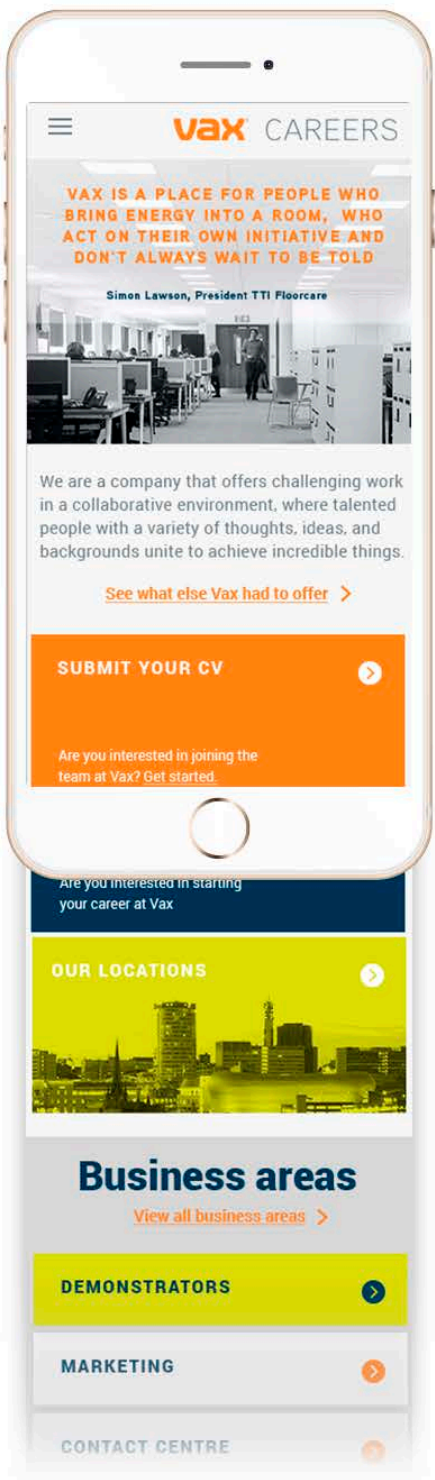 vax CAREERS
VAX IS A PLACE FOR PEOPLE WHO
BRING ENERGY INTO A ROOM, WHO
ACT ON THEIR OWN INITIATIVE AND
DON'T ALWAYS WAIT TO BE TOLD
Simon Lawson, President TTI Floorcare
We are a company that offers challenging work
in a collaborative environment, where talented
people with a variety of thoughts, ideas, and
backgrounds unite to achieve incredible things.
See what else Vax had to offer
SUBMIT YOUR CV
Are you interested in joining the
team at Vax? Get started.
Are you interested in starting
your career at Vax
OUR LOCATIONS
Business areas
View all business areas
DEMONSTRATORS
MARKETING
CONTACT CENTRE